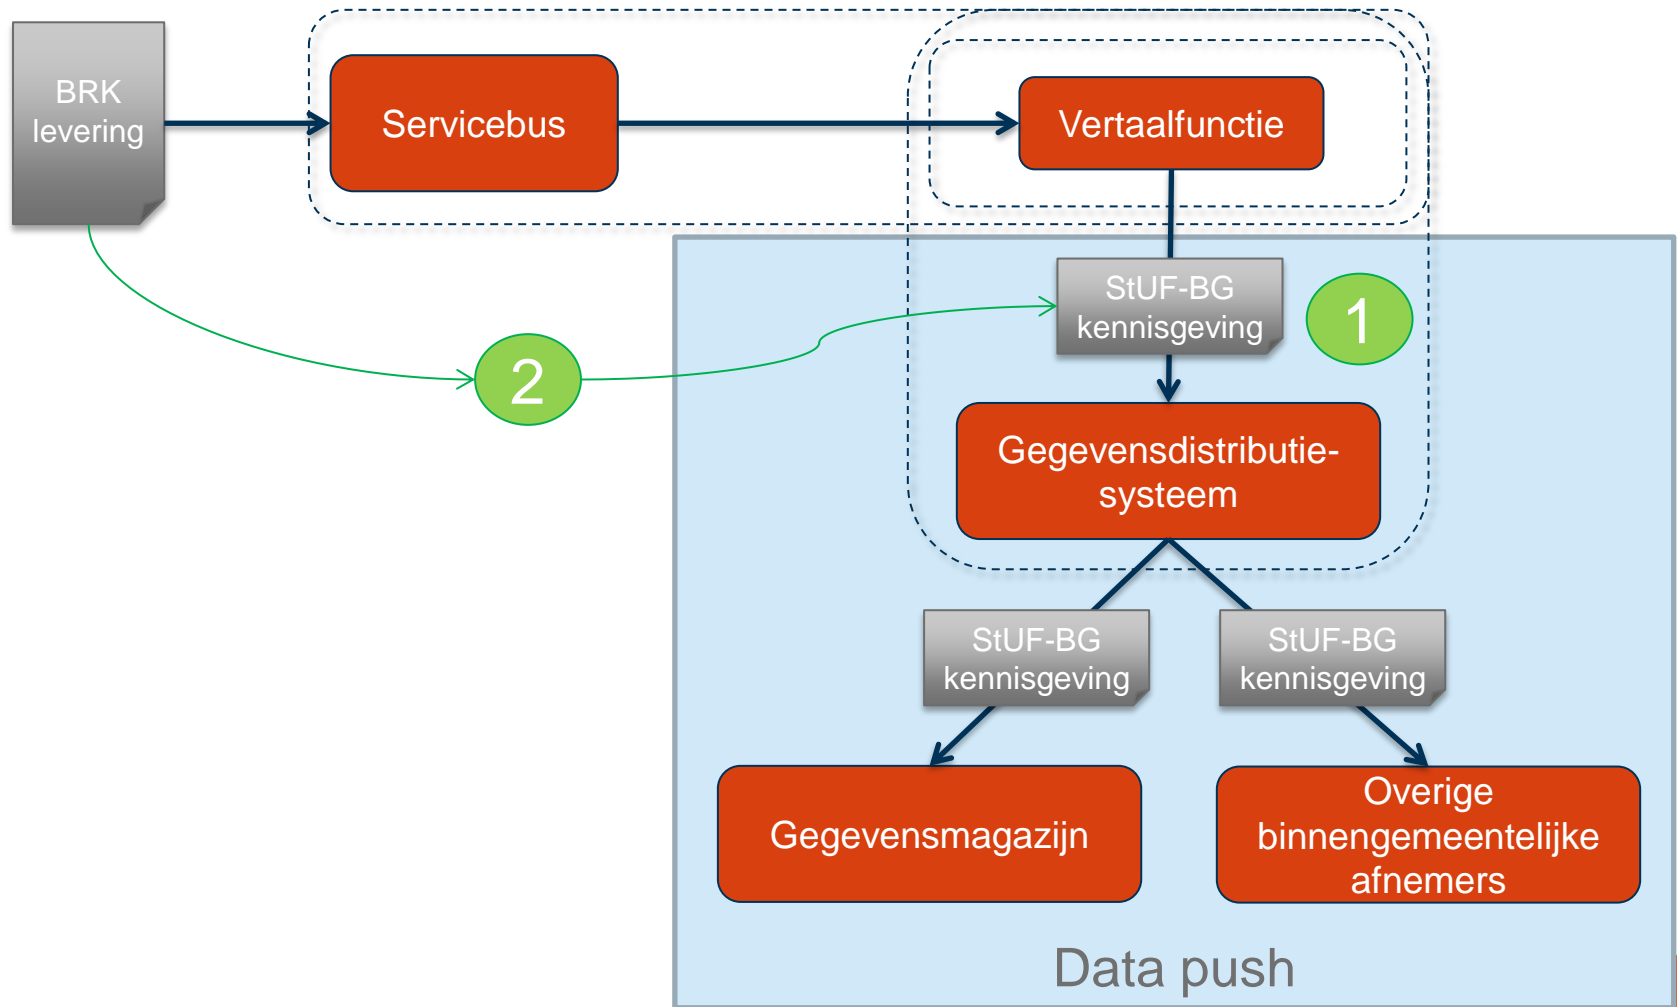 BRK
levering
Servicebus
Vertaalfunctie
StUF-BG
kennisgeving
1
2
Gegevensdistributie-
systeem
StUF-BG
kennisgeving
StUF-BG
kennisgeving
Gegevensmagazijn
Overige
binnengemeentelijke
afnemers
Data push